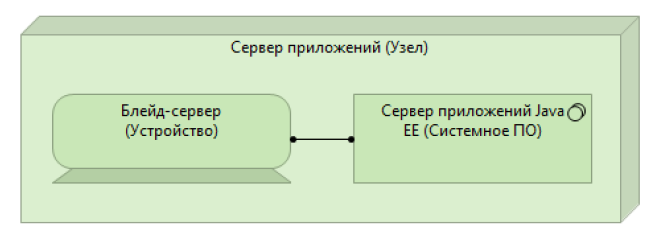 Сервер приложений (Узел)
Блейд-сервер
(Устройство)
Сервер приложений Java
EE (Системное ПО)